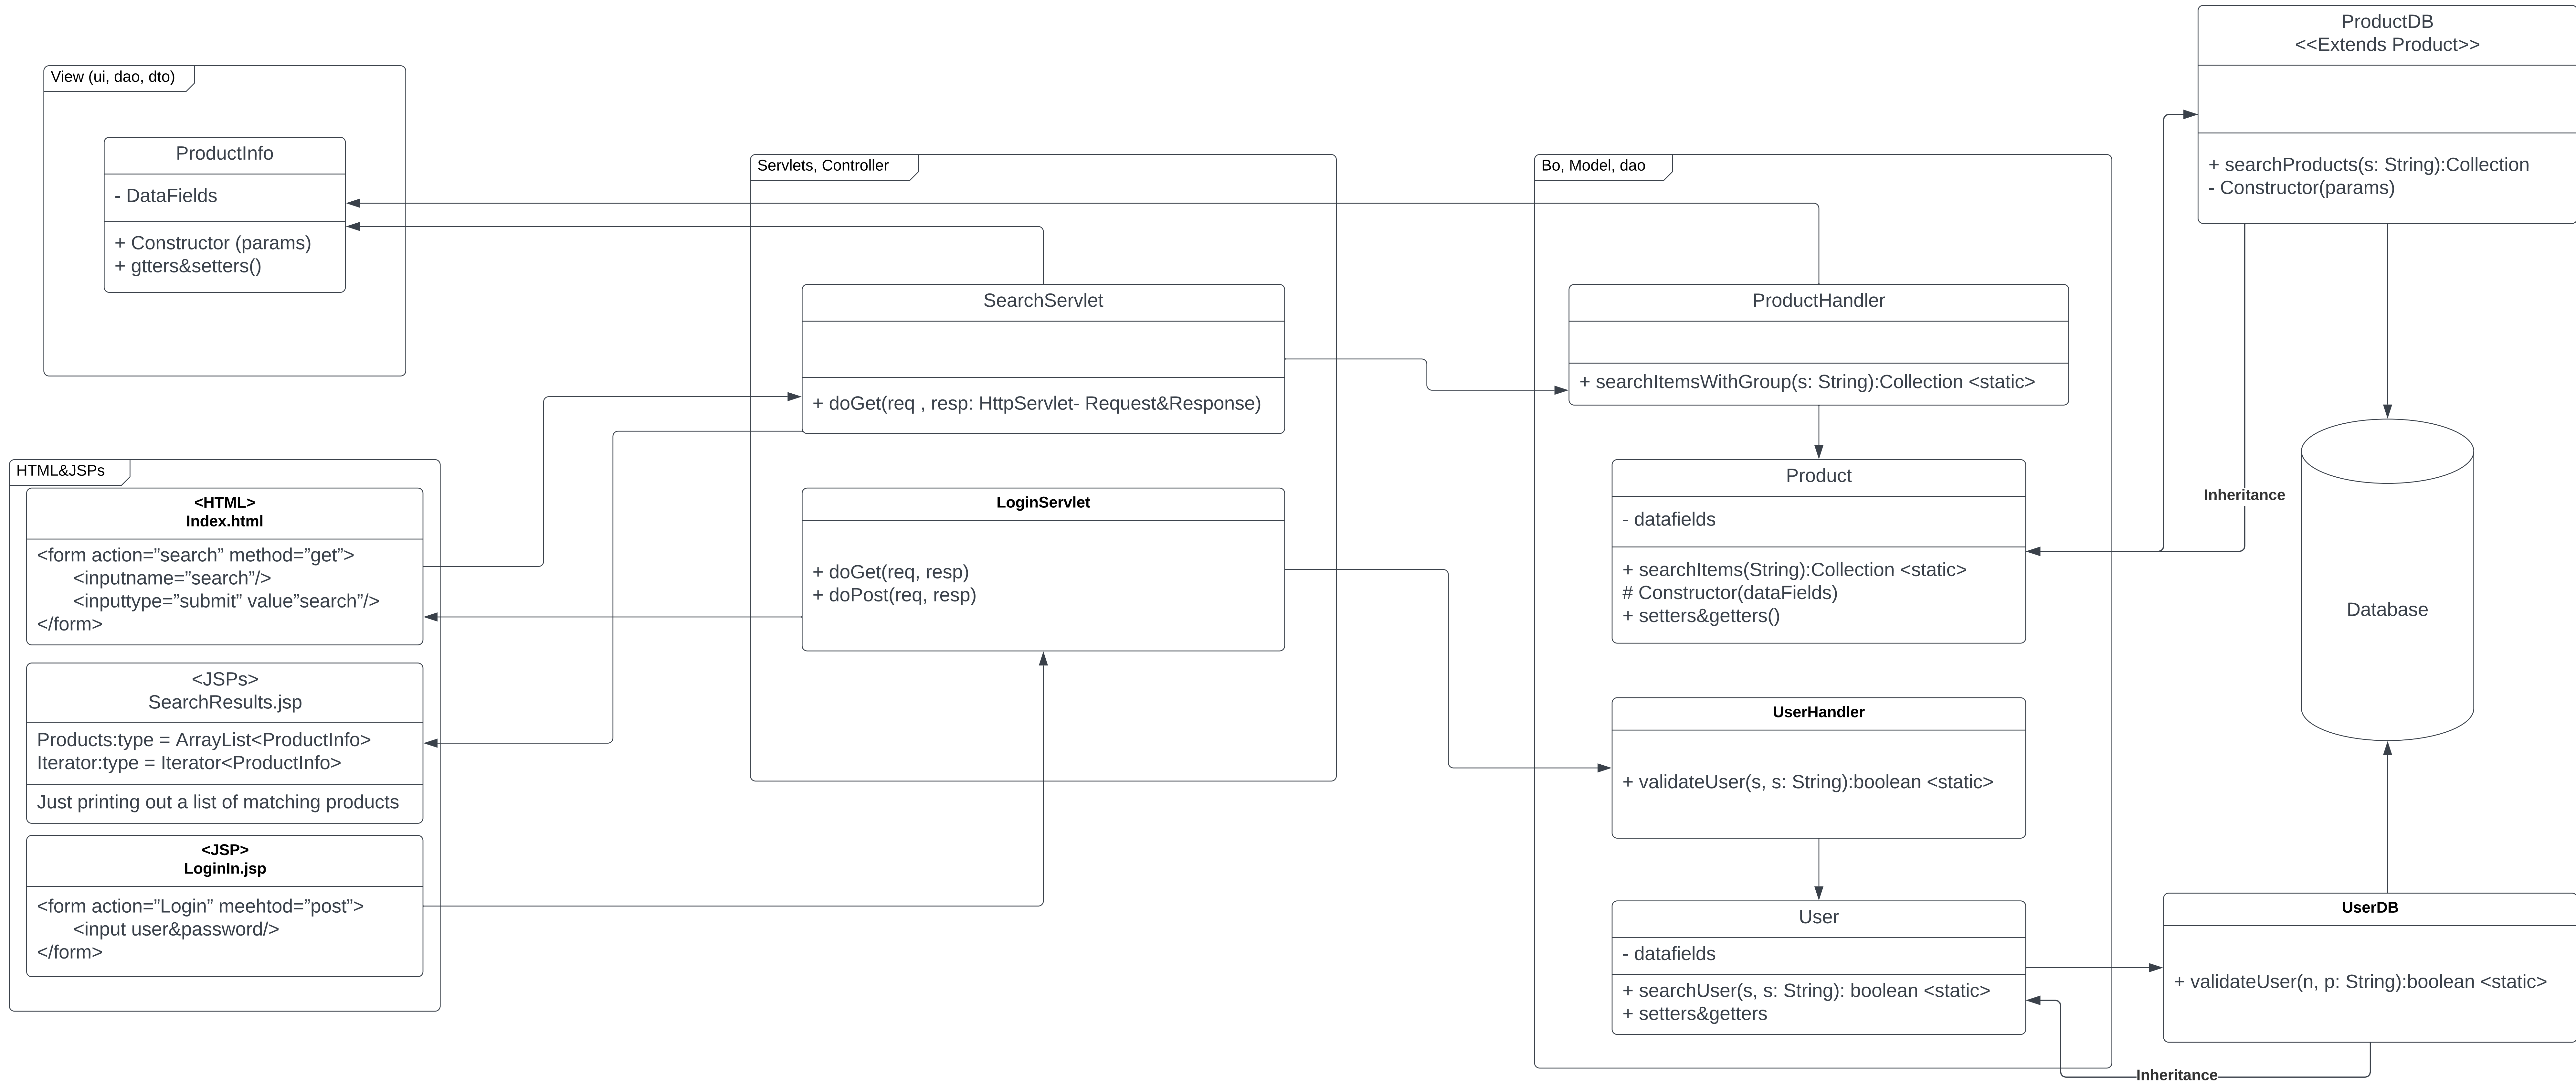 ProductDB
<<Extends Product>>
+ searchProducts(s: String):Collection
- Constructor(params)
View (ui, dao, dto)
ProductInfo
- DataFields
+ Constructor (params)
+ gtters&setters()
Servlets, Controller
SearchServlet
+ doGet(req , resp: HttpServlet- Request&Response)
LoginServlet
+ doGet(req, resp)
+ doPost(req, resp)
Bo, Model, dao
ProductHandler
+ searchItemsWithGroup(s: String):Collection <static>
Product
- datafields
+ searchItems(String):Collection <static>
# Constructor(dataFields)
+ setters&getters()
Inheritance
Database
HTML&JSPs
<HTML>
Index.html
<form action=”search” method=”get”>
<inputname=”search”/>
<inputtype=”submit” value”search”/>
</form>
<JSPs>
SearchResults.jsp
Products:type = ArrayList<ProductInfo>
Iterator:type = Iterator<ProductInfo>
Just printing out a list of matching products
<JSP>
LoginIn.jsp
<form action=”Login” meehtod=”post”>
<input user&password/>
</form>
UserHandler
+ validateUser(s, s: String):boolean <static>
User
- datafields
+ searchUser(s, s: String): boolean <static>
+ setters&getters
UserDB
+ validateUser(n, p: String):boolean <static>
Inheritance